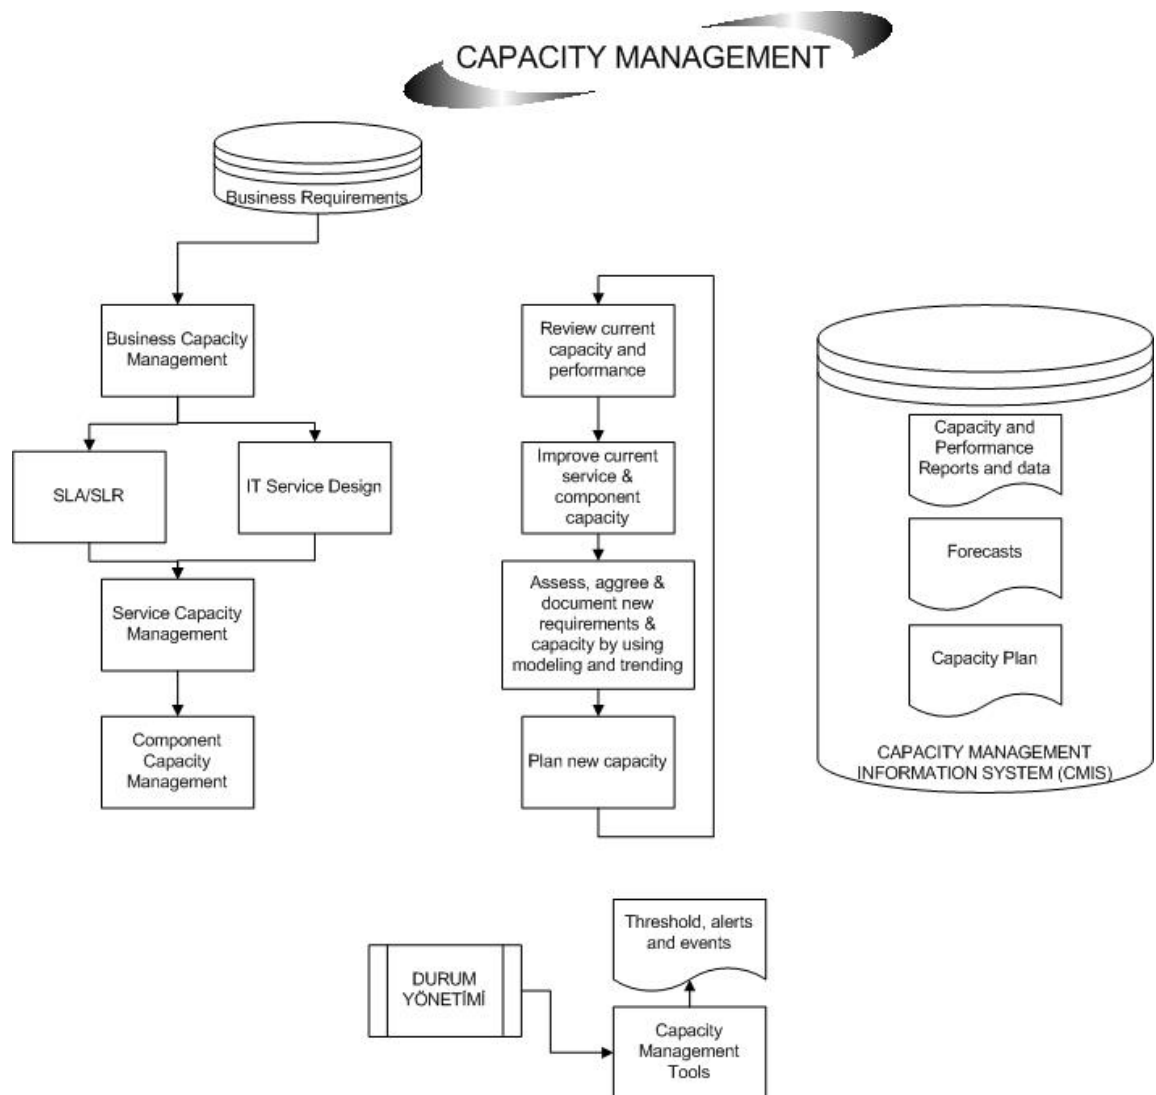 CAPACITY MANAGEMENT
Business Requirements
Business Capacity
Management
SLA/SLR
IT Service Design
Service Capacity
Management
Component
Capacity
Management
Review current
capacity and
performance
Improve current
service &
component
capacity
Assess, aggree &
document new
requirements &
capacity by using
modeling and trending
Plan new capacity
Capacity and
Performance
Reports and data
Forecasts
Capacity Plan
CAPACITY MANAGEMENT
INFORMATION SYSTEM (CMIS)
DURUM
YÖNETİMİ
Threshold, alerts
and events
Capacity
Management
Tools